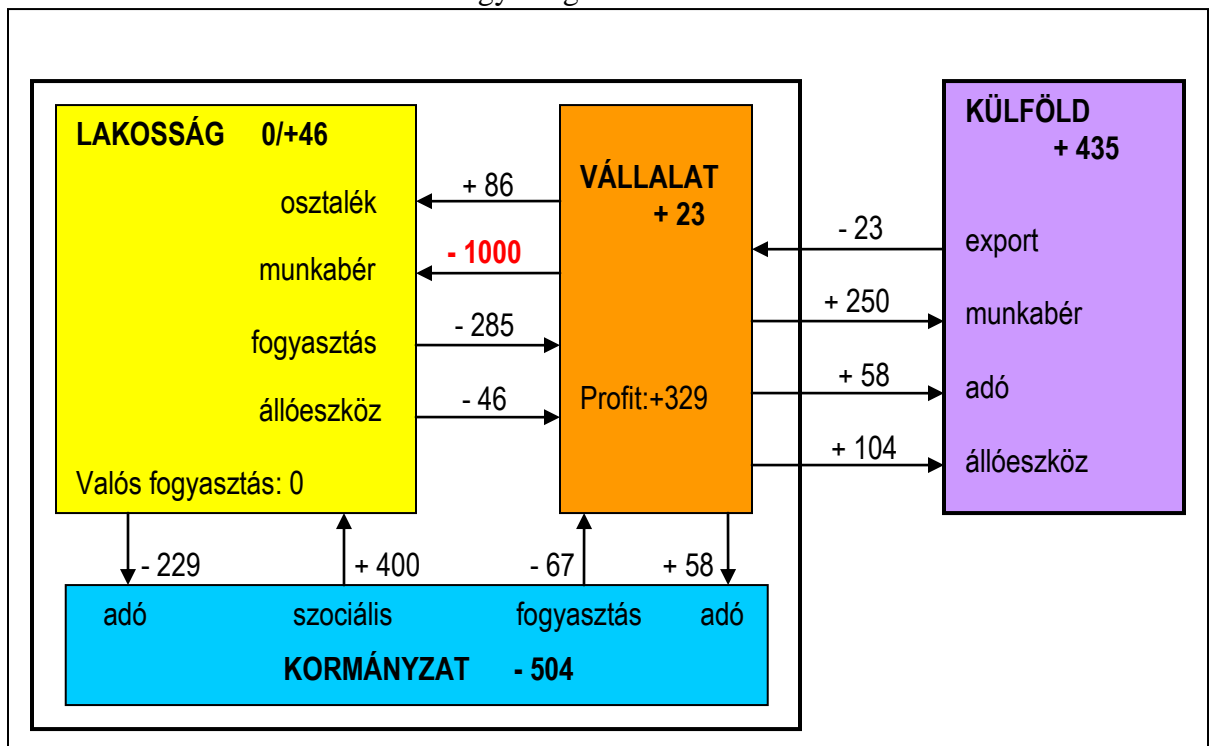 LAKOSSÁG 0/+46
osztalék
munkabér
fogyasztás
állóeszköz
Valós fogyasztás: 0
+ 86
- 1000
- 285
- 46
VÁLLALAT
+ 23
Profit:+329
- 23
+ 250
+ 58
+ 104
KÜLFÖLD
+ 435
export
munkabér
adó
állóeszköz
- 229
+ 400
- 67
+ 58
adó szociális fogyasztás adó
KORMÁNYZAT - 504